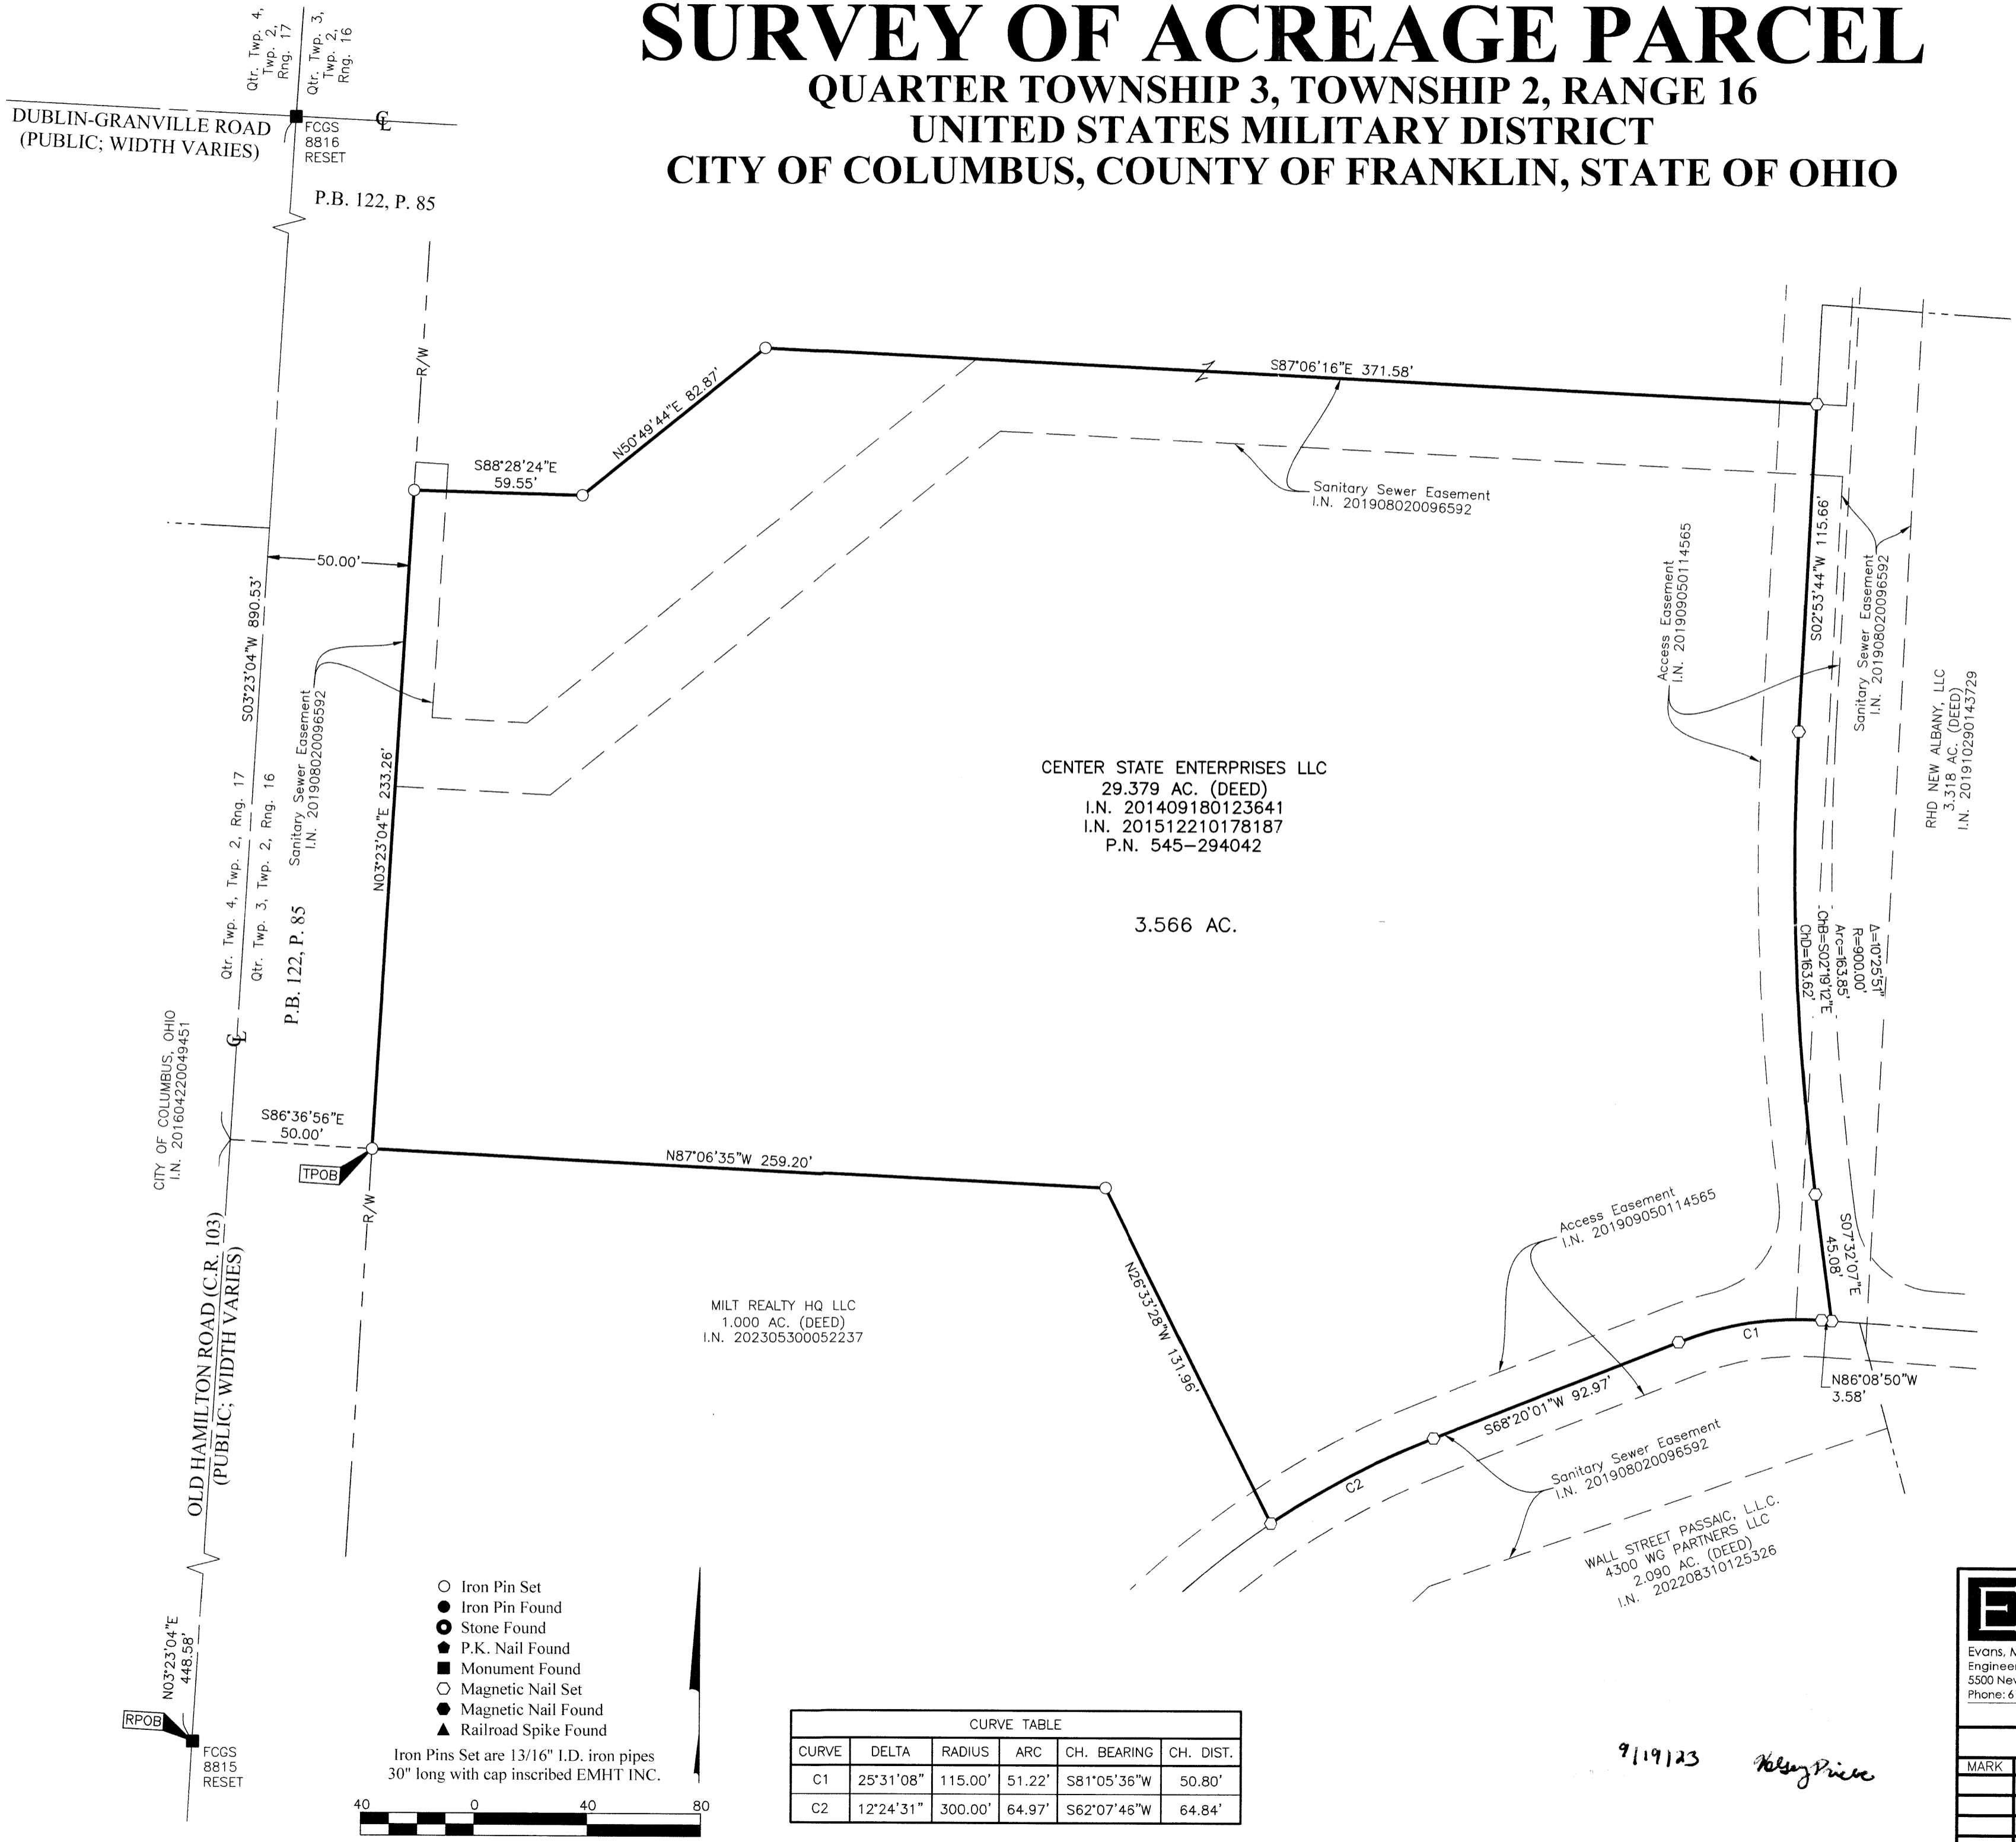 SURVEY OF ACREAGE PARCEL
QUARTER TOWNSHIP 3, TOWNSHIP 2, RANGE 16
UNITED STATES MILITARY DISTRICT
CITY OF COLUMBUS, COUNTY OF FRANKLIN, STATE OF OHIO
Qtr. Twp. 4,
Twp. 2,
Rng. 17
Qtr. Twp. 3,
Twp. 2,
Rng. 16
DUBLIN-GRANVILLE ROAD
(PUBLIC; WIDTH VARIES)
℄
FCGS
8816
RESET
P.B. 122, P. 85
R/W
S87°06'16"E 371.58'
N50°49'44"E 82.87'
S88°28'24"E
59.55'
Sanitary Sewer Easement
I.N. 201908020096592
50.00'
S03°23'04"W 890.53'
Sanitary Sewer Easement
I.N. 201908020096592
N03°23'04"E 233.26'
Qtr. Twp. 4, Twp. 2, Rng. 17
Qtr. Twp. 3, Twp. 2, Rng. 16
P.B. 122, P. 85
℄
CITY OF COLUMBUS, OHIO
I.N. 201604220049451
Access Easement
I.N. 201909050114565
S02°53'44"W 115.66'
Sanitary Sewer Easement
I.N. 201908020096592
RHD NEW ALBANY, LLC
3.318 AC. (DEED)
I.N. 201910290143729
CENTER STATE ENTERPRISES LLC
29.379 AC. (DEED)
I.N. 201409180123641
I.N. 201512210178187
P.N. 545-294042
3.566 AC.
Δ=10°25'51"
R=900.00'
Arc=163.85'
ChB=S02°19'12"E
ChD=163.62'
S86°36'56"E
50.00'
TPOB
R/W
N87°06'35"W 259.20'
N26°33'28"W 131.96'
MILT REALTY HQ LLC
1.000 AC. (DEED)
I.N. 202305300052237
OLD HAMILTON ROAD (C.R. 103)
(PUBLIC; WIDTH VARIES)
Access Easement
I.N. 201909050114565
S07°32'07"E
45.08'
C1
N86°08'50"W
3.58'
S68°20'01"W 92.97'
C2
Sanitary Sewer Easement
I.N. 201908020096592
WALL STREET PASSAIC, L.L.C.
4300 WG PARTNERS LLC
2.090 AC. (DEED)
I.N. 202208310125326
N03°23'04"E
448.58'
RPOB
FCGS
8815
RESET
Iron Pin Set
Iron Pin Found
Stone Found
P.K. Nail Found
Monument Found
Magnetic Nail Set
Magnetic Nail Found
Railroad Spike Found
Iron Pins Set are 13/16" I.D. iron pipes
30" long with cap inscribed EMHT INC.
40 0 40 80
CURVE TABLE
CURVE DELTA RADIUS ARC CH. BEARING CH. DIST.
C1 25°31'08" 115.00' 51.22' S81°05'36"W 50.80'
C2 12°24'31" 300.00' 64.97' S62°07'46"W 64.84'
9/19/23
E
Evans, M
Engineer
5500 New
Phone: 6
MARK